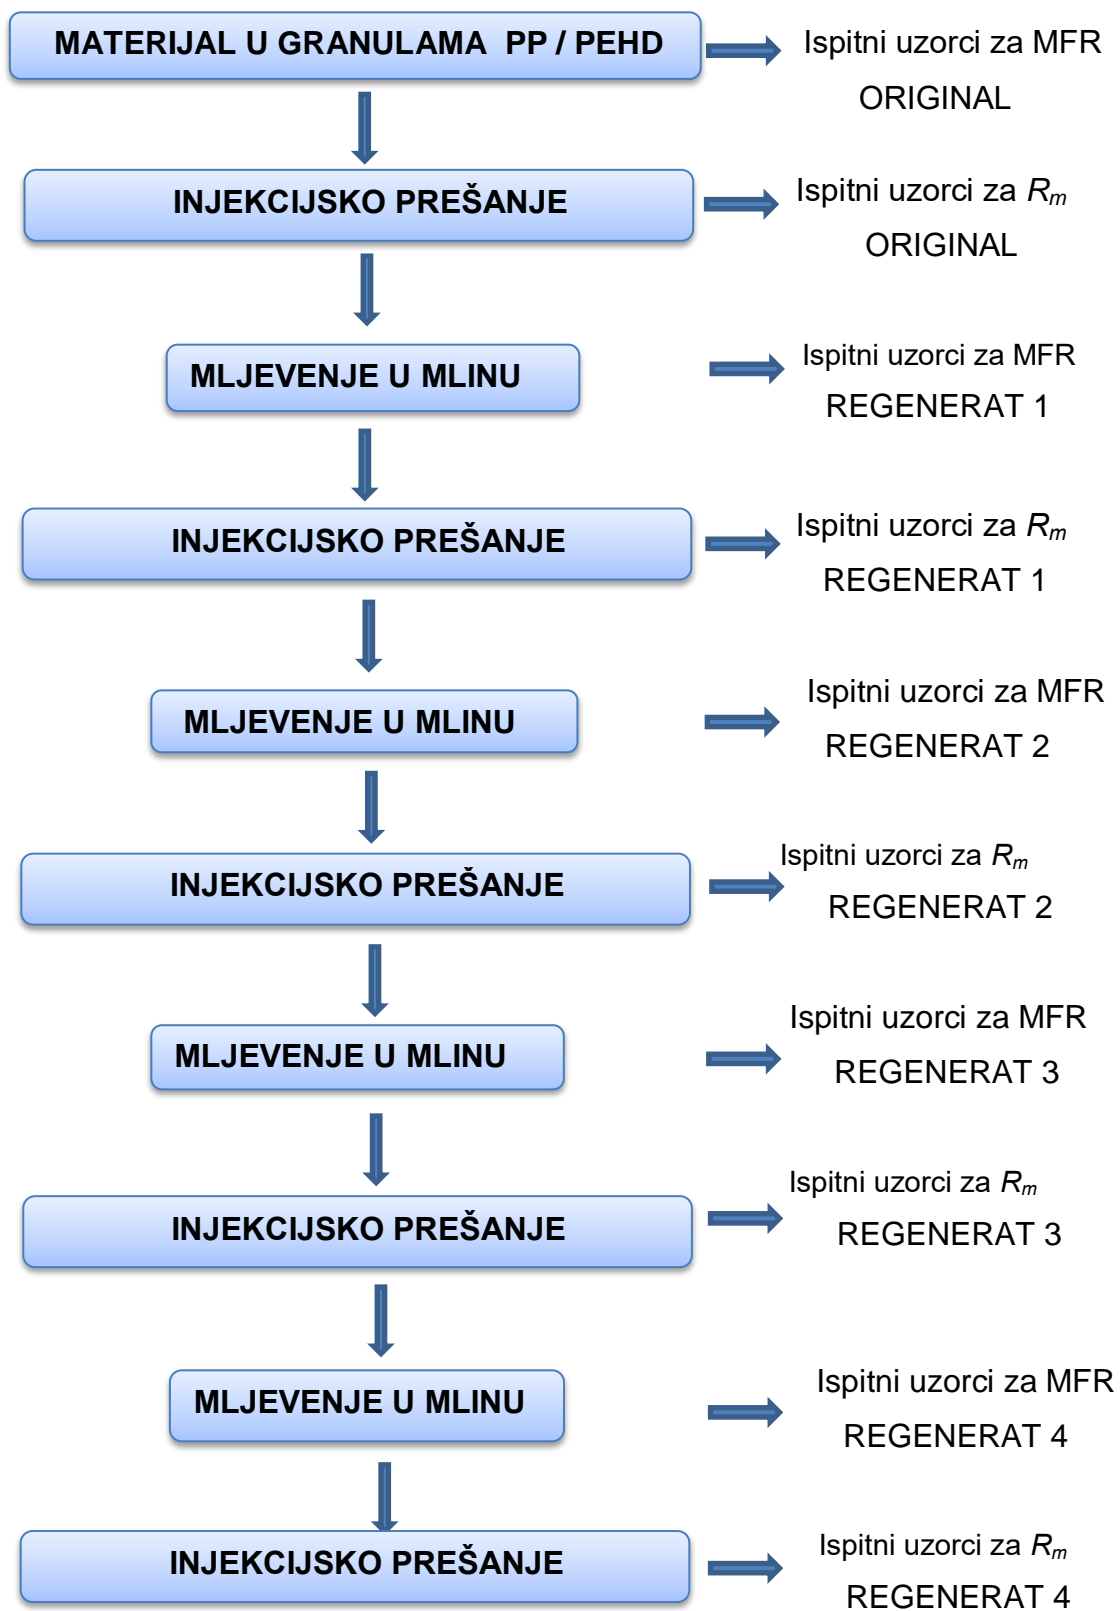 MATERIJAL U GRANULAMA PP / PEHD
Ispitni uzorci za MFR
ORIGINAL
INJEKCIJSKO PREŠANJE
Ispitni uzorci za Rm
ORIGINAL
MLJEVENJE U MLINU
Ispitni uzorci za MFR
REGENERAT 1
INJEKCIJSKO PREŠANJE
Ispitni uzorci za Rm
REGENERAT 1
MLJEVENJE U MLINU
Ispitni uzorci za MFR
REGENERAT 2
INJEKCIJSKO PREŠANJE
Ispitni uzorci za Rm
REGENERAT 2
MLJEVENJE U MLINU
Ispitni uzorci za MFR
REGENERAT 3
INJEKCIJSKO PREŠANJE
Ispitni uzorci za Rm
REGENERAT 3
MLJEVENJE U MLINU
Ispitni uzorci za MFR
REGENERAT 4
INJEKCIJSKO PREŠANJE
Ispitni uzorci za Rm
REGENERAT 4